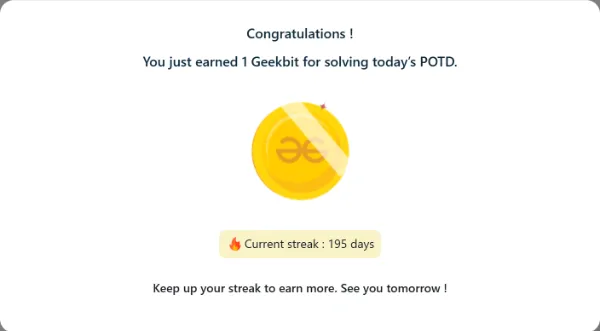 Congratulations !
You just earned 1 Geekbit for solving today's POTD.
Current streak : 195 days
Keep up your streak to earn more. See you tomorrow !